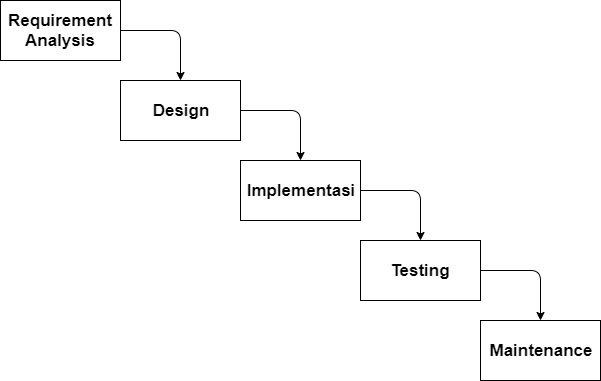 Requirement
Analysis
Design
Implementasi
Testing
Maintenance